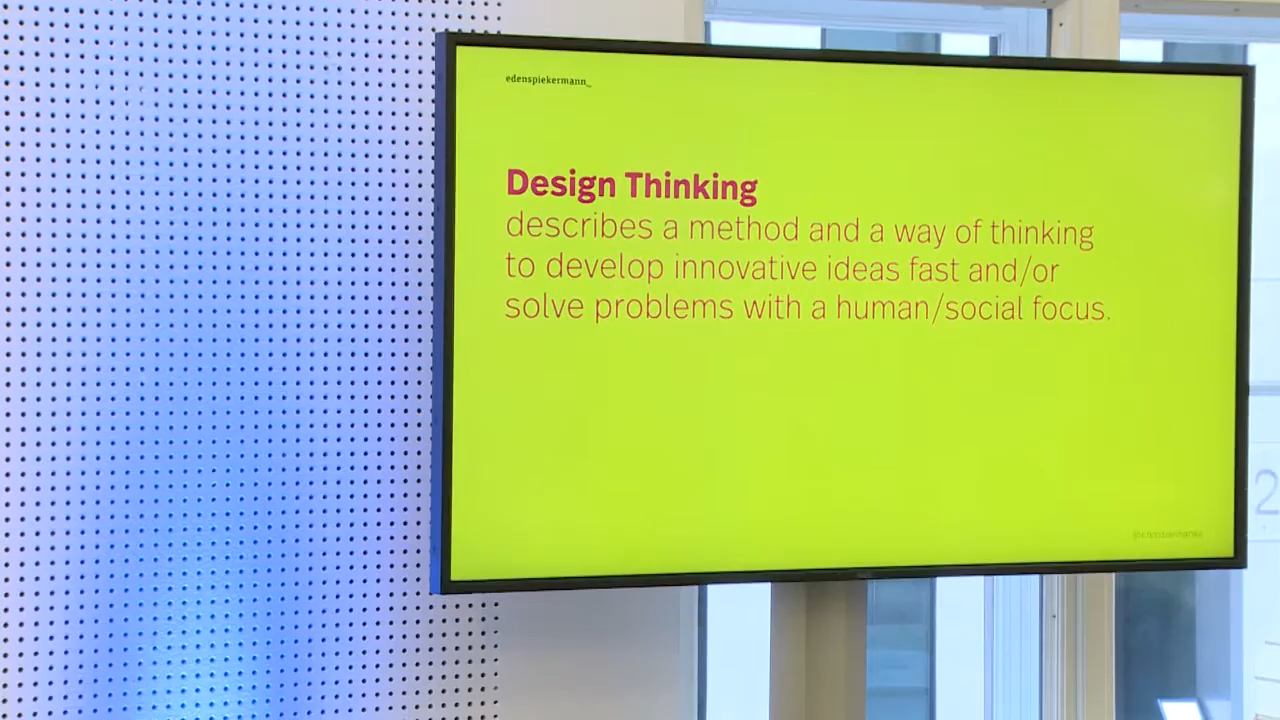 edenspiekermann_
Design Thinking
describes a method and a way of thinking
to develop innovative ideas fast and/or
solve problems with a human/social focus.
2